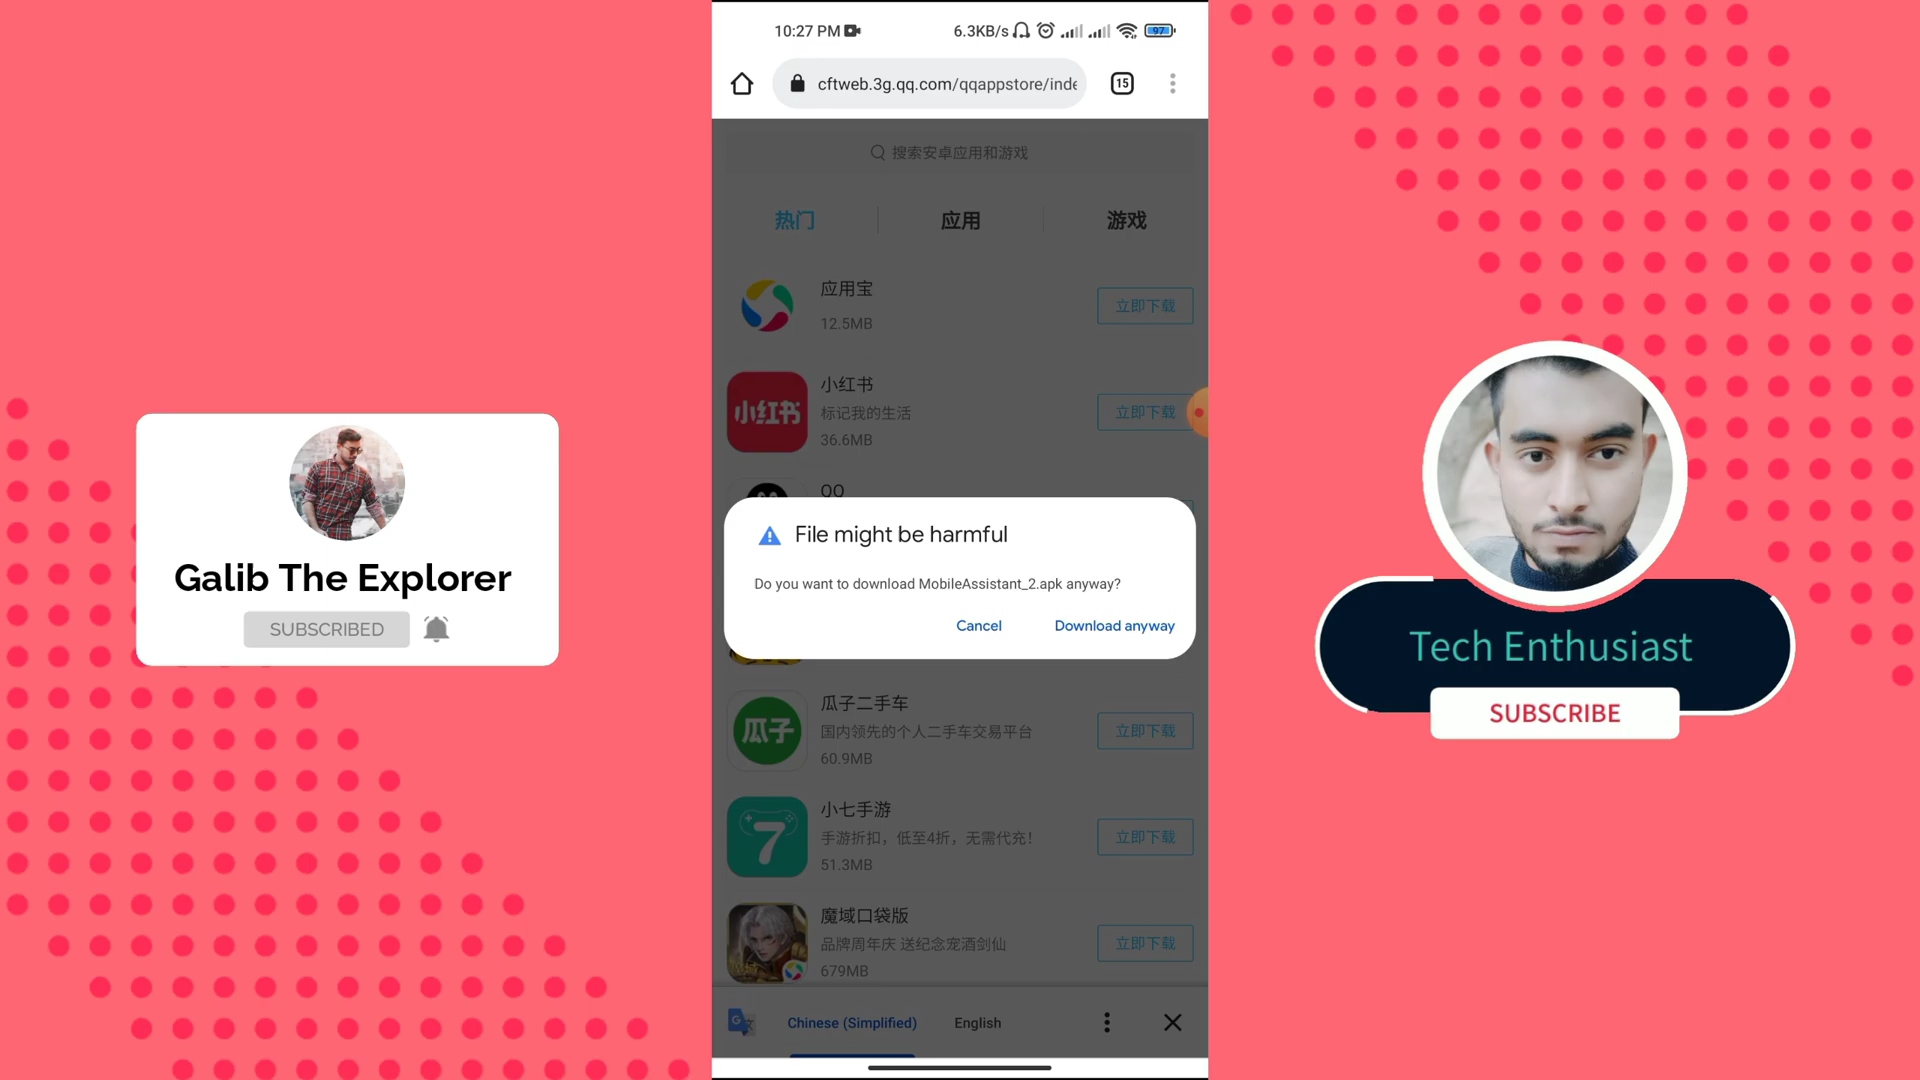 10:27 PM
6.3KB/s
97
cftweb.3g.qq.com/qqappstore/inde
15
搜索安卓应用和游戏
热门
应用
游戏
应用宝
12.5MB
立即下载
小红书
小红书
标记我的生活
36.6MB
立即下载
QQ
File might be harmful
Do you want to download MobileAssistant_2.apk anyway?
Cancel
Download anyway
瓜子
瓜子二手车
国内领先的个人二手车交易平台
60.9MB
立即下载
7
小七手游
手游折扣，低至4折，无需代充！
51.3MB
立即下载
魔域口袋版
品牌周年庆 送纪念宠酒剑仙
679MB
立即下载
Chinese (Simplified)
English
Galib The Explorer
SUBSCRIBED
Tech Enthusiast
SUBSCRIBE